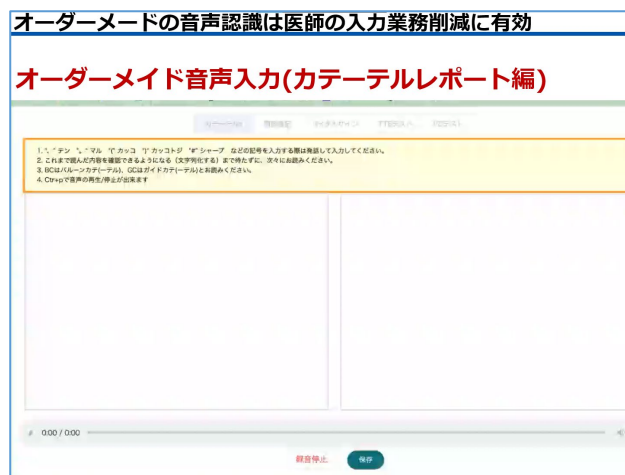 オーダーメードの音声認識は医師の入力業務削減に有効
オーダーメイド音声入力(カテーテルレポート編)
1. "、" テン "。" マル "(" カッコ ")" カッコトジ "#" シャープ などの記号を入力する際は発話して入力してください。
2. これまで読んだ内容を確認できるようになる（文字列化する）まで待たずに、次々にお読みください。
3. BCはバルーンカテ(ーテル)、GCはガイドカテ(ーテル)とお読みください。
4. Ctr+pで音声の再生/停止が出来ます
0:00 / 0:00
録音停止 保存